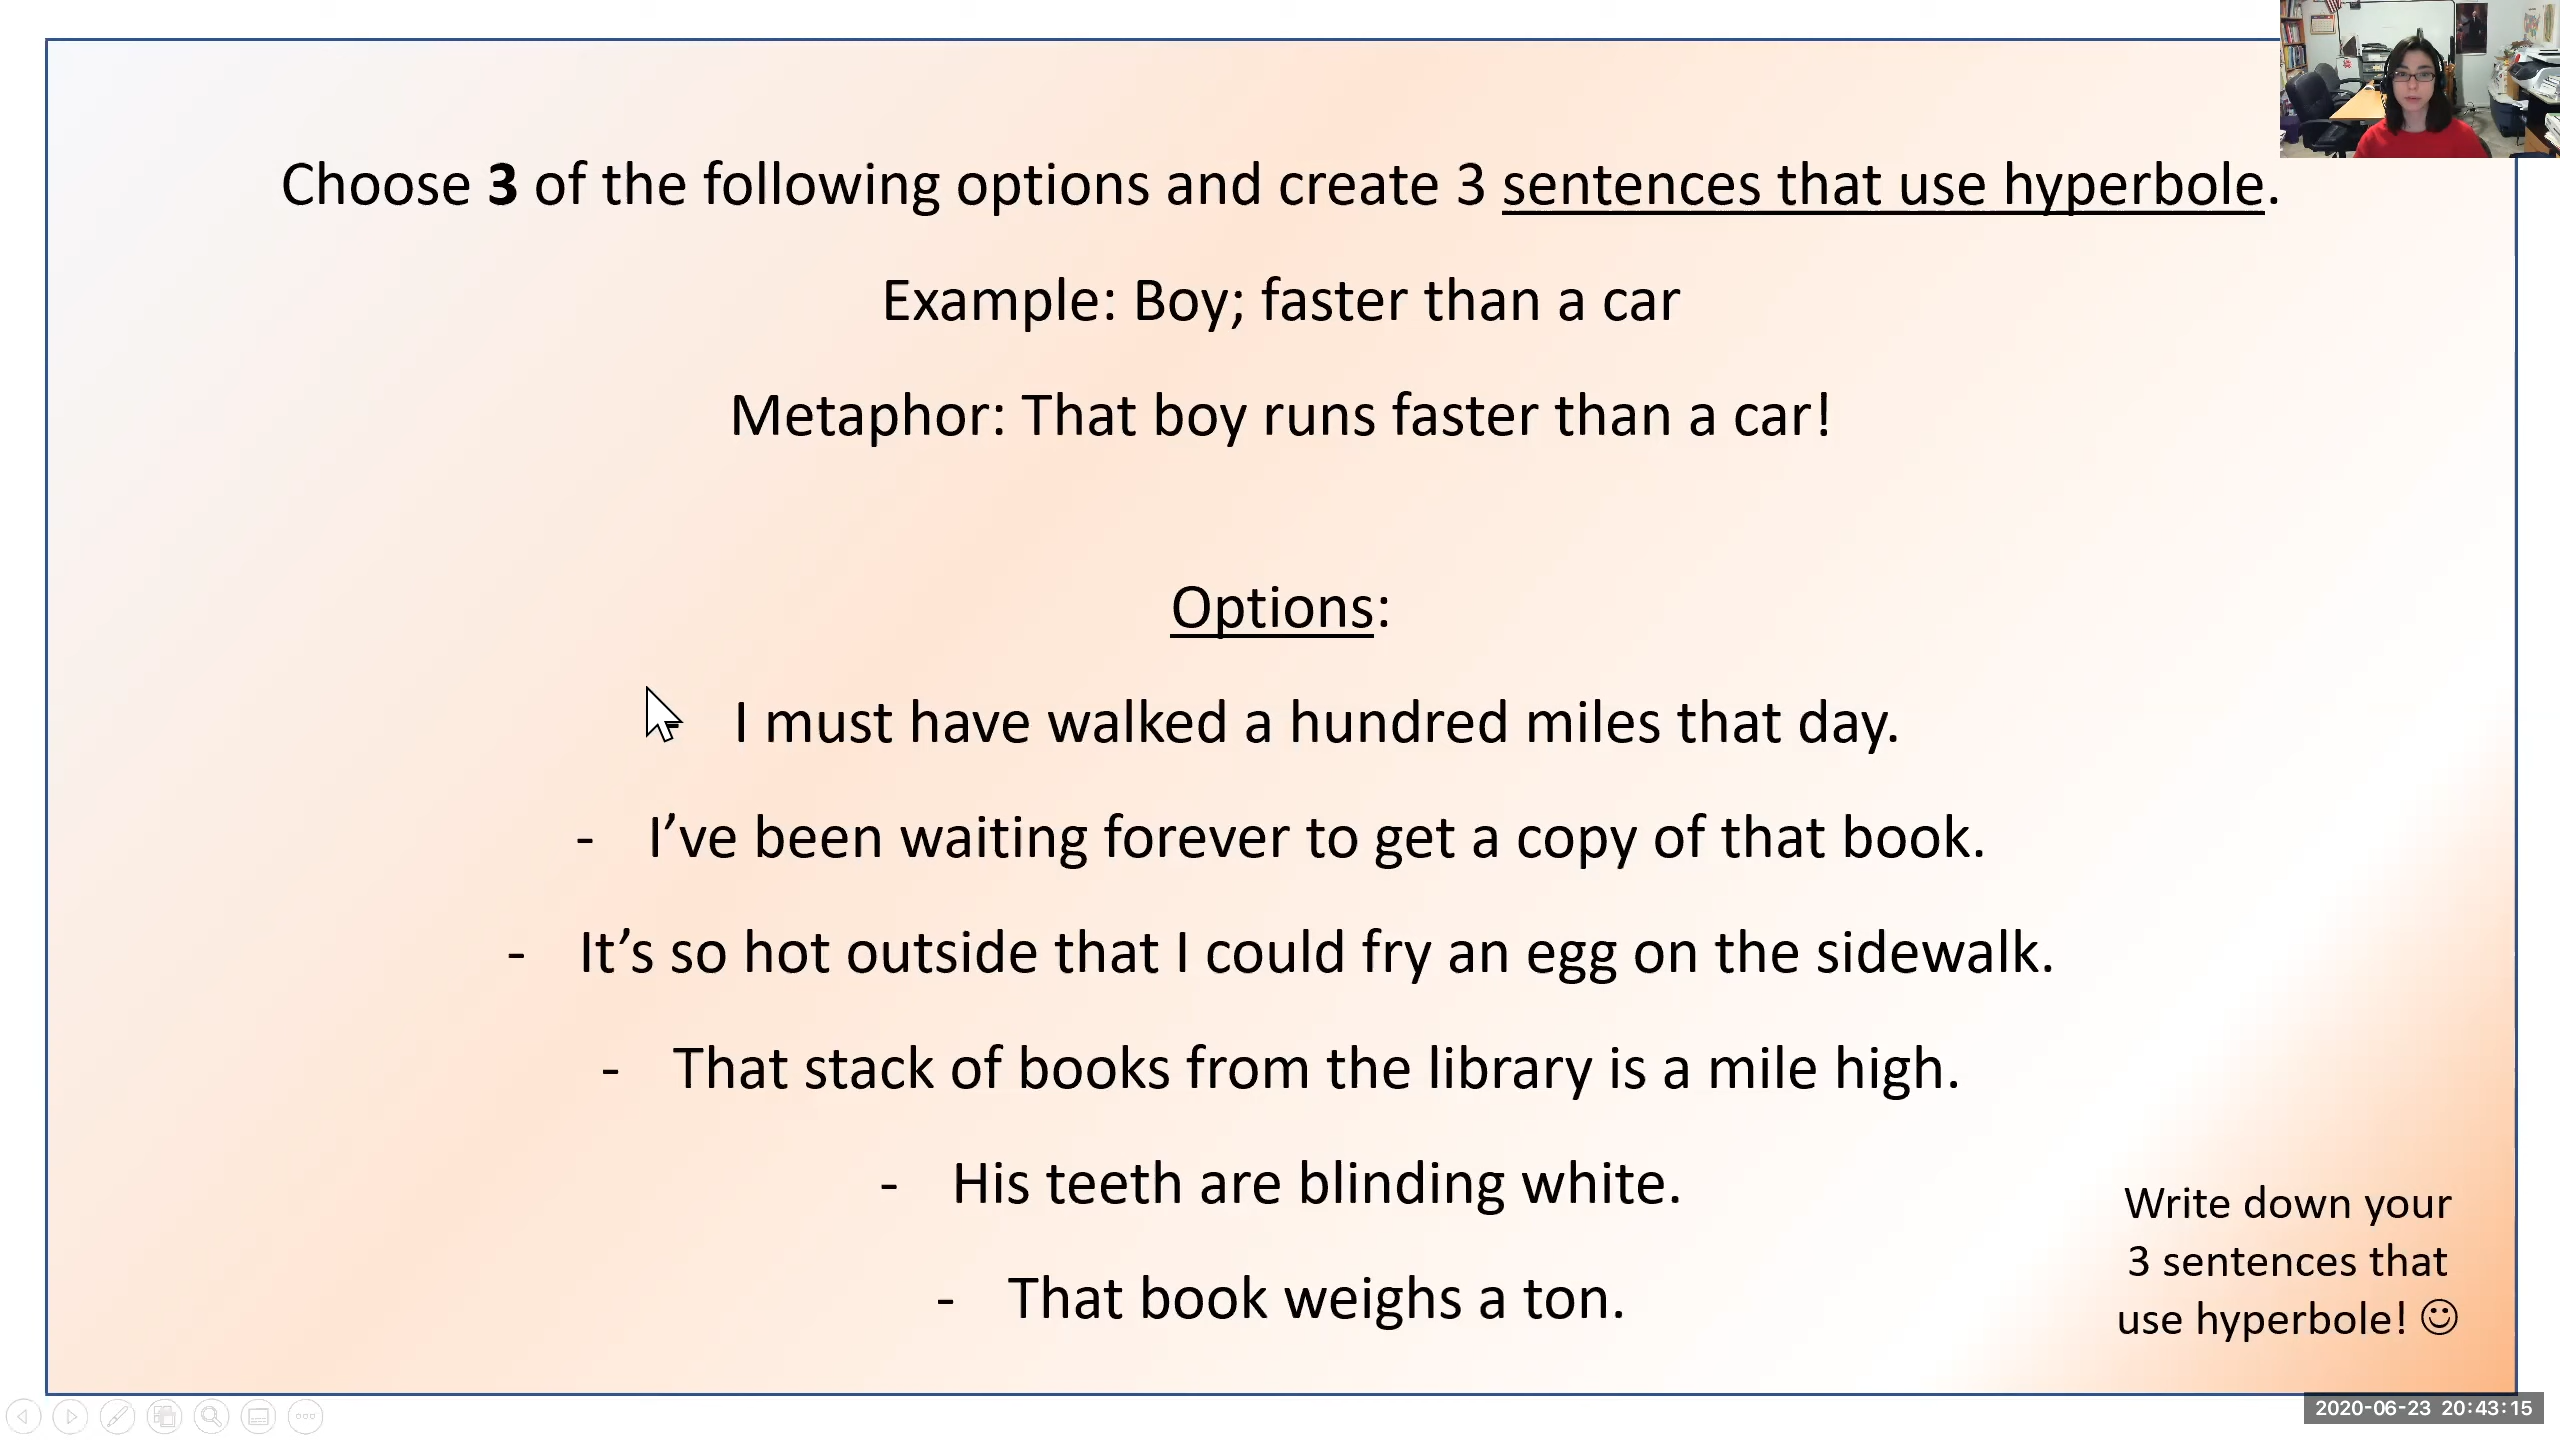 Choose 3 of the following options and create 3 sentences that use hyperbole.
Example: Boy; faster than a car
Metaphor: That boy runs faster than a car!
Options:
- I must have walked a hundred miles that day.
- I’ve been waiting forever to get a copy of that book.
- It’s so hot outside that I could fry an egg on the sidewalk.
- That stack of books from the library is a mile high.
- His teeth are blinding white.
- That book weighs a ton.
Write down your
3 sentences that
use hyperbole! ☺
2020-06-23 20:43:15